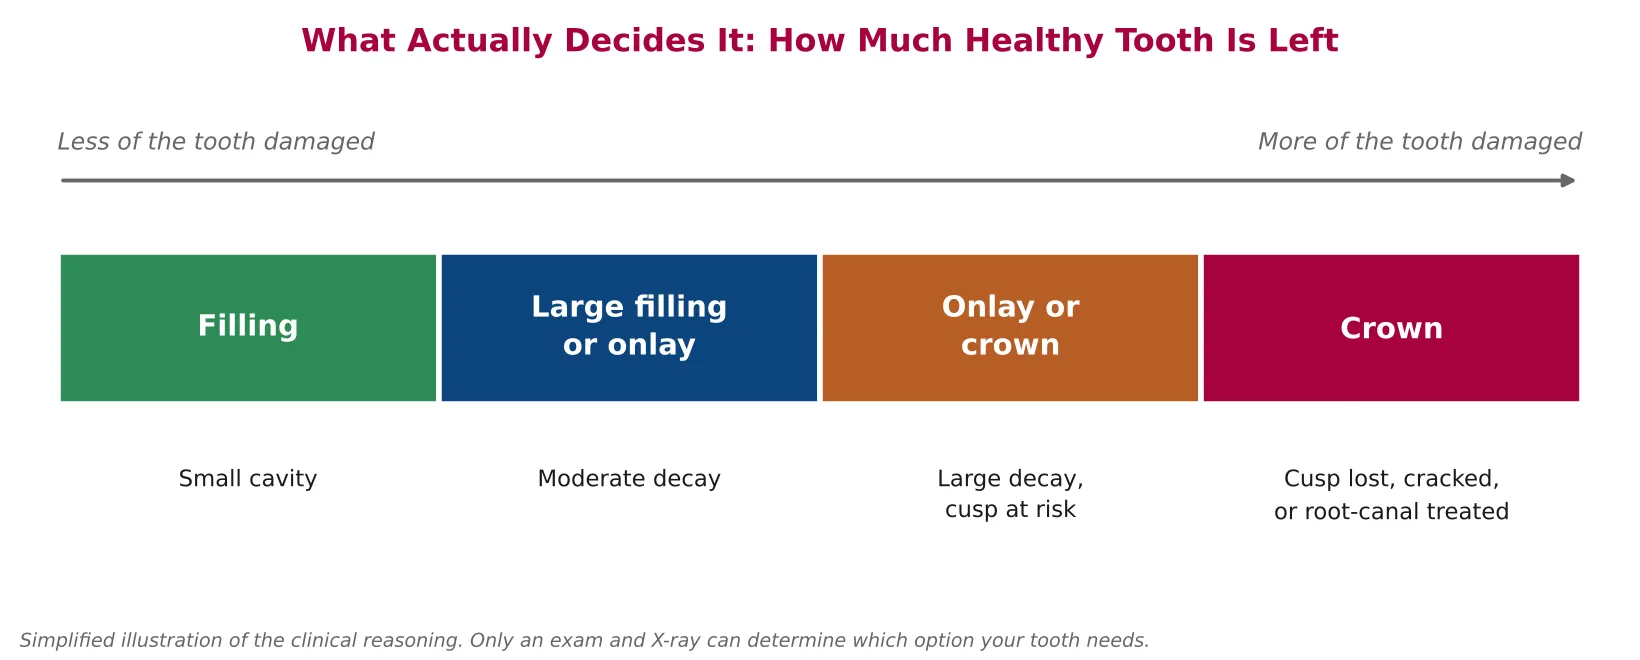 What Actually Decides It: How Much Healthy Tooth Is Left
Less of the tooth damaged
More of the tooth damaged
Filling
Large filling
or onlay
Onlay or
crown
Crown
Small cavity
Moderate decay
Large decay,
cusp at risk
Cusp lost, cracked,
or root-canal treated
Simplified illustration of the clinical reasoning. Only an exam and X-ray can determine which option your tooth needs.